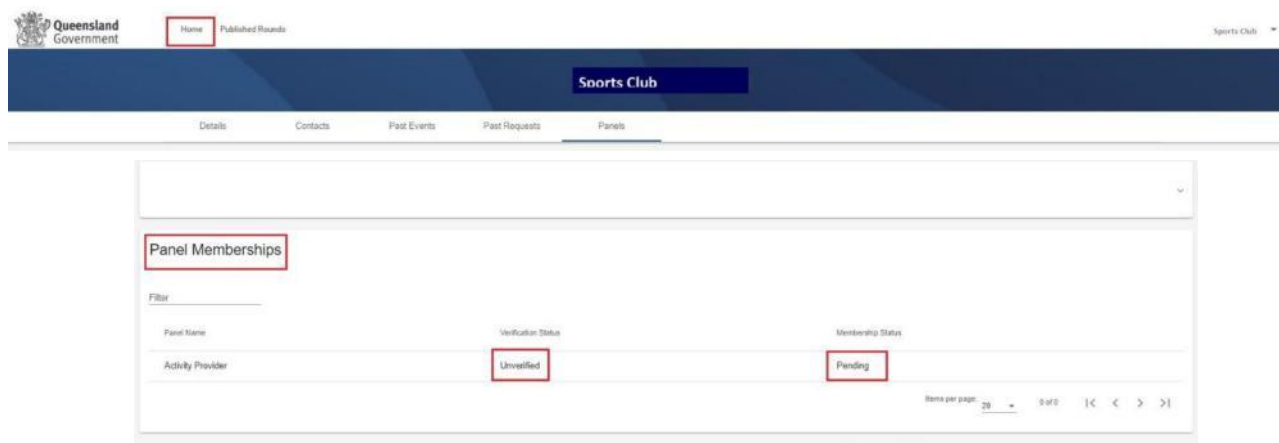 Queensland
Government
Home Published Rounds
Sports Club
Sports Club
Details Contacts Past Events Past Requests Panels
Panel Memberships
Filter
Panel Name Verification Status Membership Status
Activity Provider Unverified Pending
Items per page: 20 0 of 0